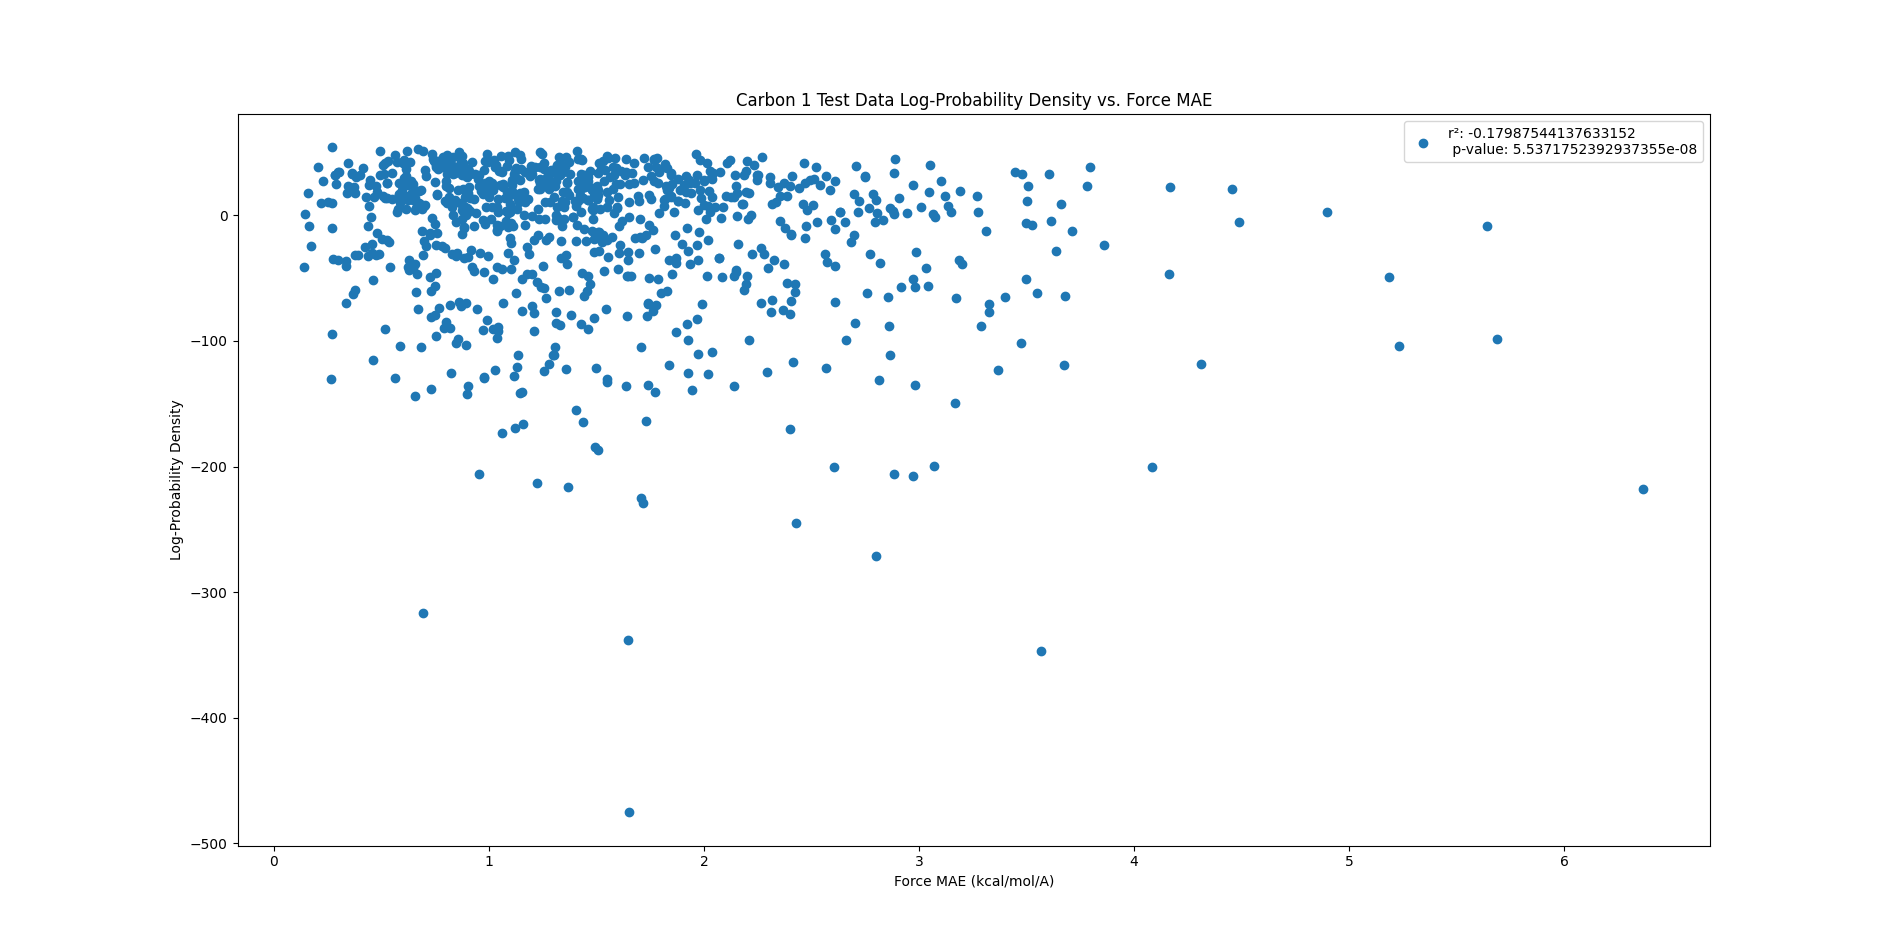 Carbon 1 Test Data Log-Probability Density vs. Force MAE
r²: -0.17987544137633152
p-value: 5.5371752392937355e-08
Log-Probability Density
0
−100
−200
−300
−400
−500
0 1 2 3 4 5 6
Force MAE (kcal/mol/A)